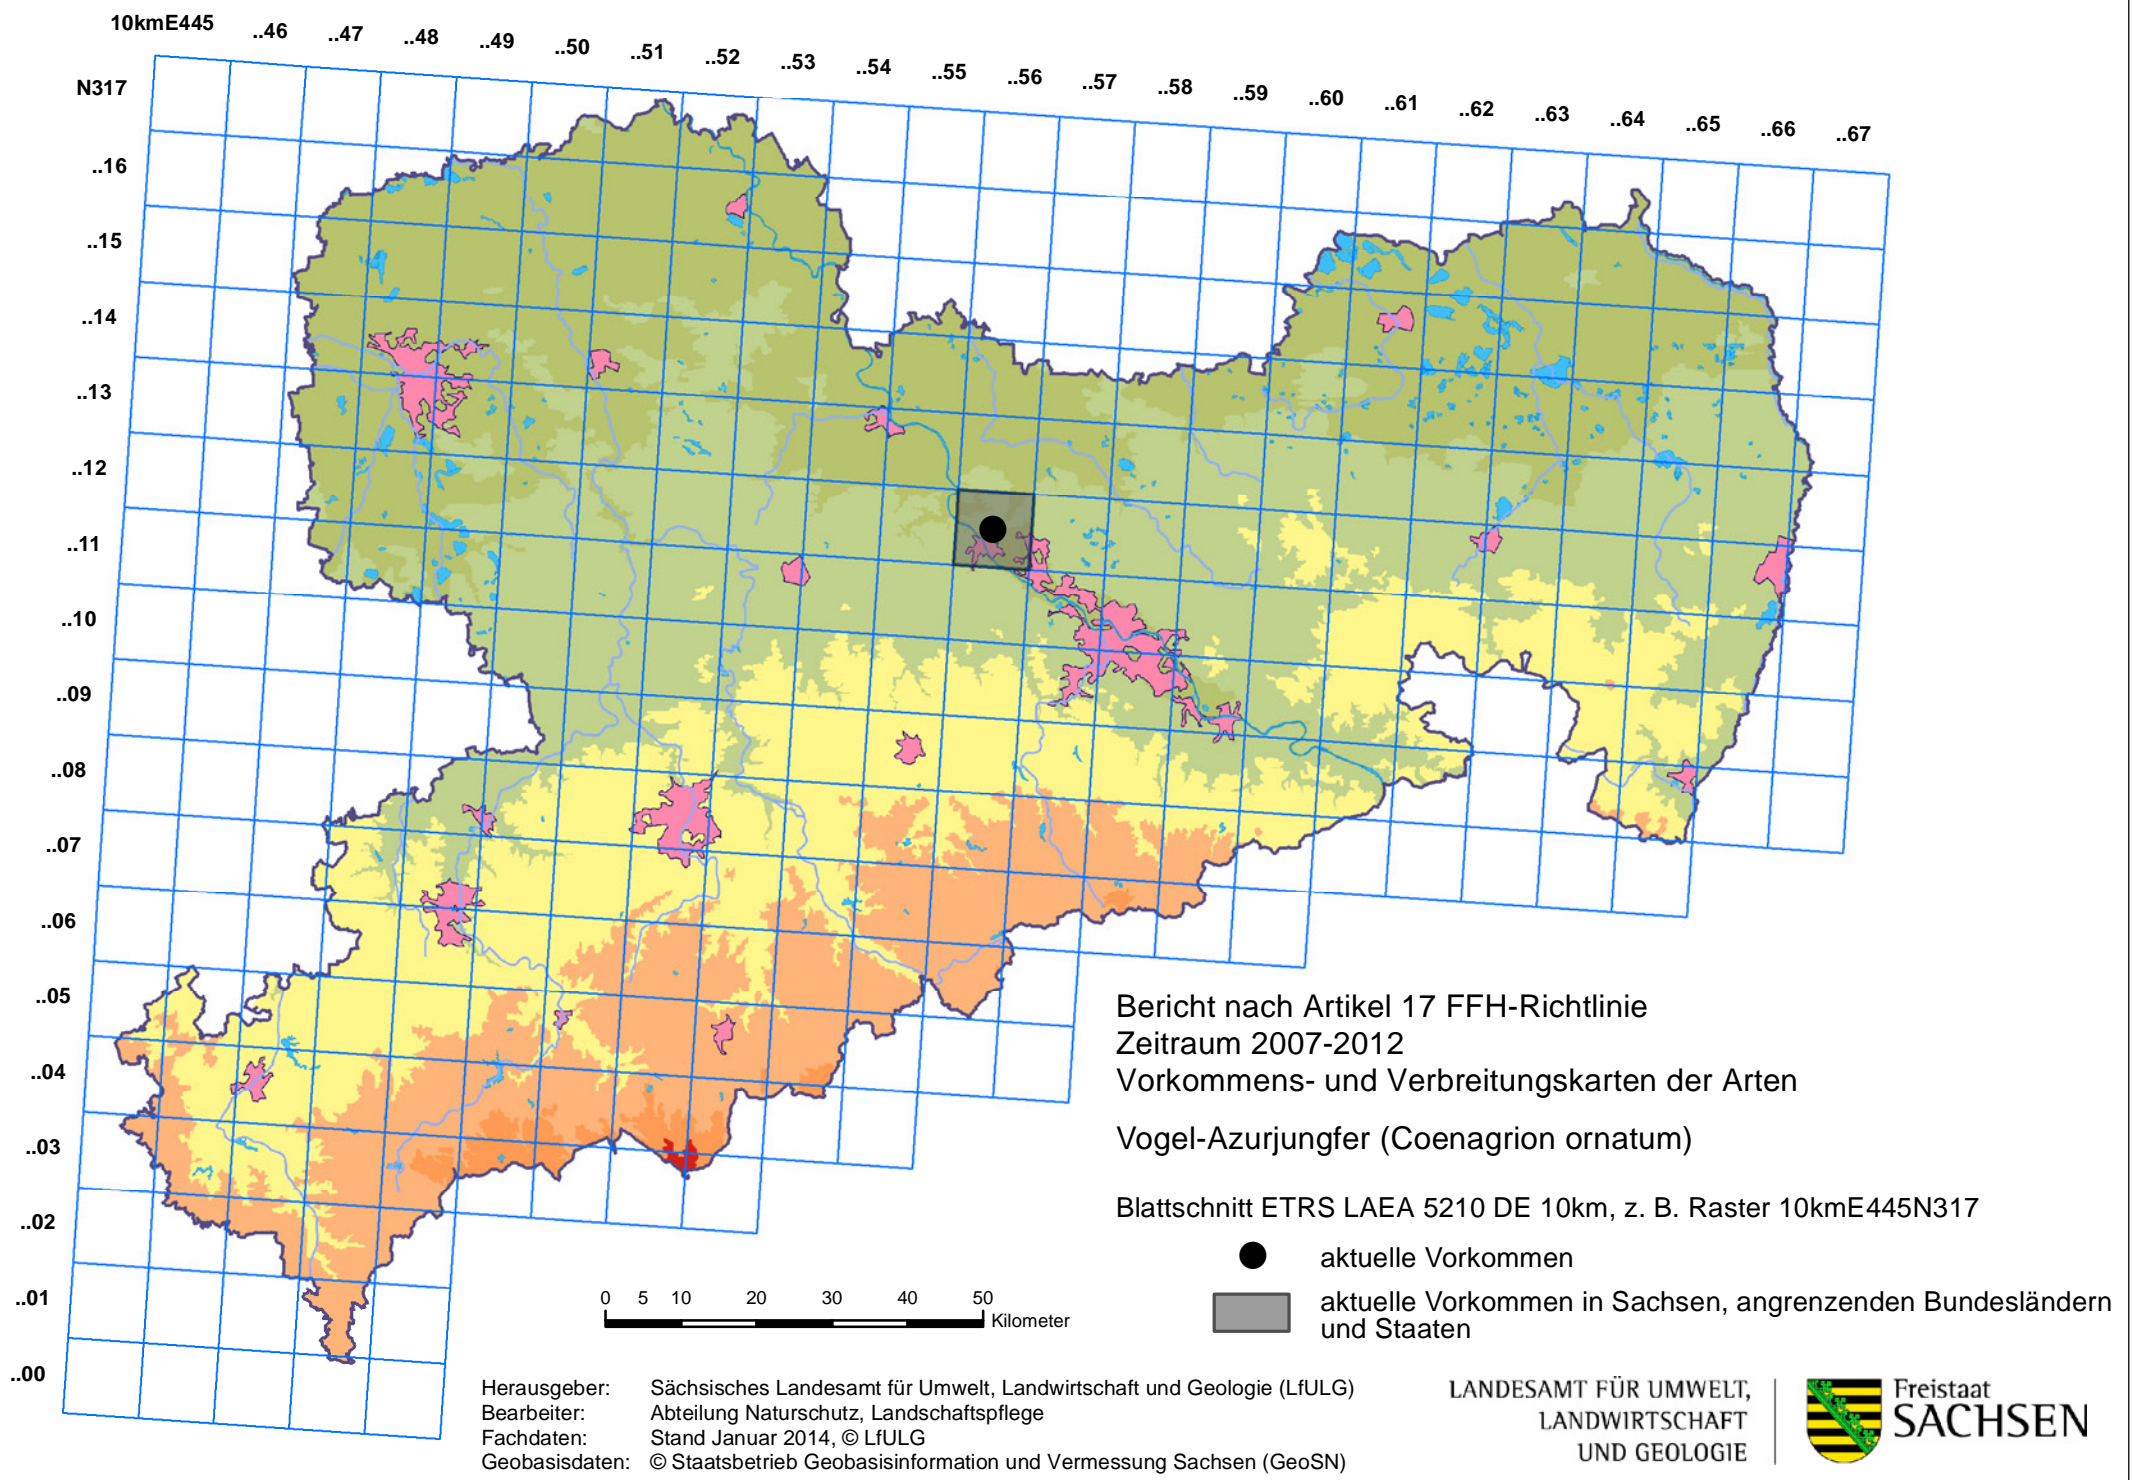 10kmE445 ..46 ..47 ..48 ..49 ..50 ..51 ..52 ..53 ..54 ..55 ..56 ..57 ..58 ..59 ..60 ..61 ..62 ..63 ..64 ..65 ..66 ..67
N317
..16
..15
..14
..13
..12
..11
..10
..09
..08
..07
..06
..05
..04
..03
..02
..01
..00
Bericht nach Artikel 17 FFH-Richtlinie
Zeitraum 2007-2012
Vorkommens- und Verbreitungskarten der Arten
Vogel-Azurjungfer (Coenagrion ornatum)
Blattschnitt ETRS LAEA 5210 DE 10km, z. B. Raster 10kmE445N317
aktuelle Vorkommen
aktuelle Vorkommen in Sachsen, angrenzenden Bundesländern
und Staaten
0 5 10 20 30 40 50
Kilometer
Herausgeber: Sächsisches Landesamt für Umwelt, Landwirtschaft und Geologie (LfULG)
Bearbeiter: Abteilung Naturschutz, Landschaftspflege
Fachdaten: Stand Januar 2014, © LfULG
Geobasisdaten: © Staatsbetrieb Geobasisinformation und Vermessung Sachsen (GeoSN)
LANDESAMT FÜR UMWELT,
LANDWIRTSCHAFT
UND GEOLOGIE
Freistaat
SACHSEN